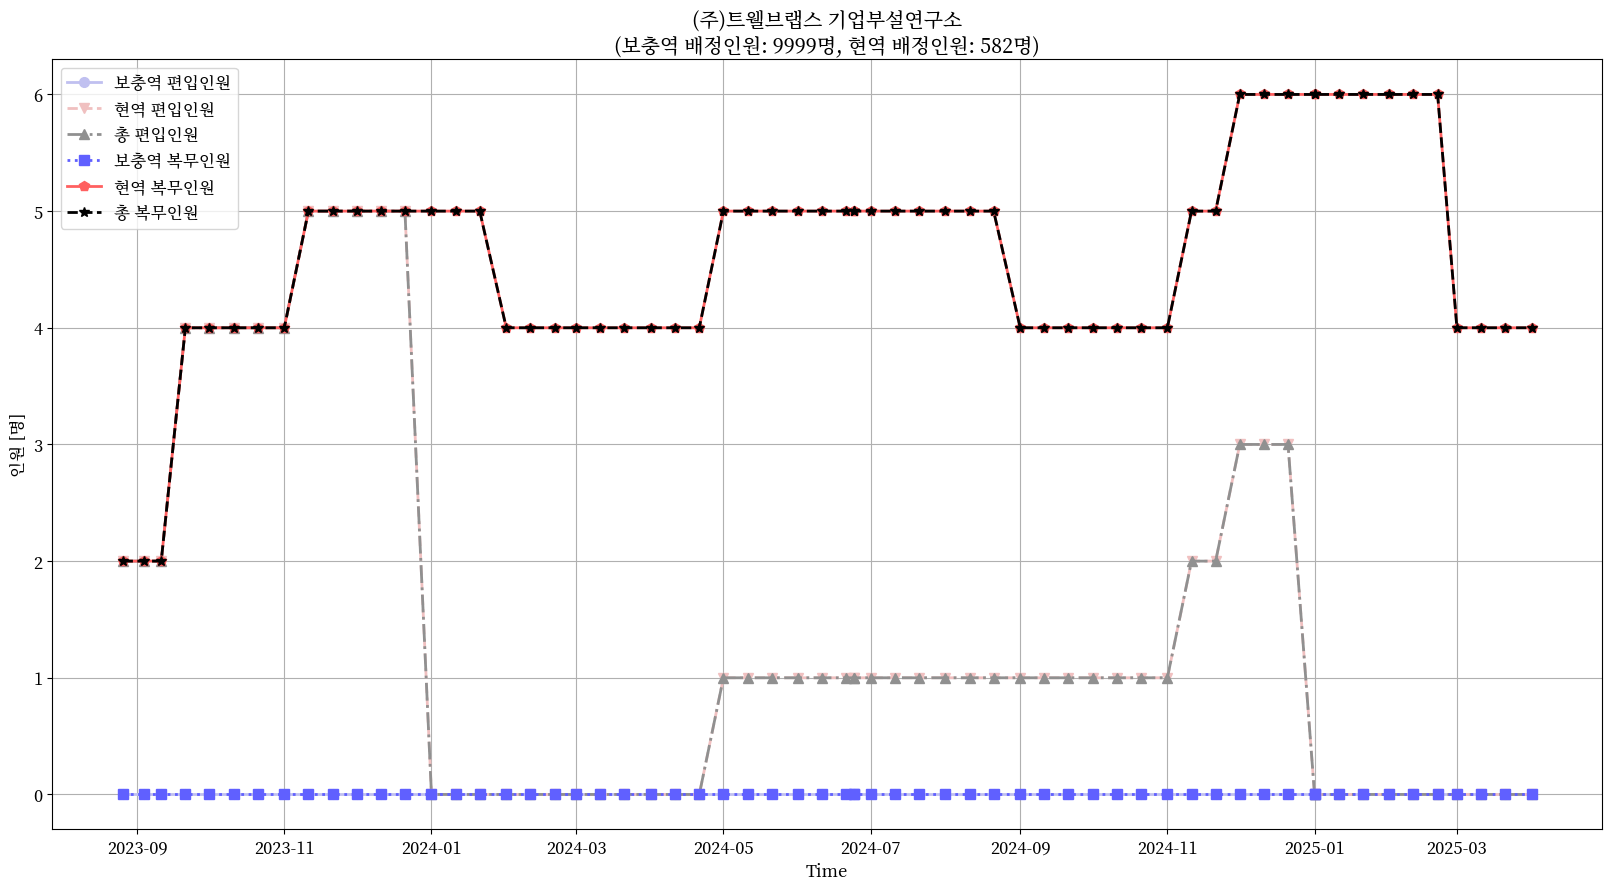 (주)트웰브랩스 기업부설연구소
(보충역 배정인원: 9999명, 현역 배정인원: 582명)
보충역 편입인원
현역 편입인원
총 편입인원
보충역 복무인원
현역 복무인원
총 복무인원
인원 [명]
6
5
4
3
2
1
0
2023-09 2023-11 2024-01 2024-03 2024-05 2024-07 2024-09 2024-11 2025-01 2025-03
Time